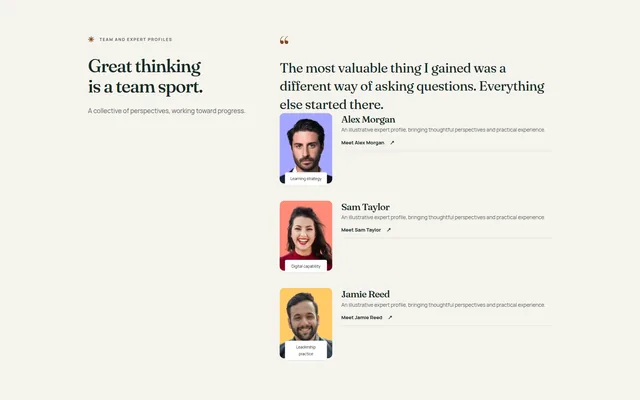 TEAM AND EXPERT PROFILES
Great thinking
is a team sport.
A collective of perspectives, working toward progress.
“
The most valuable thing I gained was a
different way of asking questions. Everything
else started there.
Alex Morgan
An illustrative expert profile, bringing thoughtful perspectives and practical experience.
Meet Alex Morgan ↗
Learning strategy
Sam Taylor
An illustrative expert profile, bringing thoughtful perspectives and practical experience.
Meet Sam Taylor ↗
Digital capability
Jamie Reed
An illustrative expert profile, bringing thoughtful perspectives and practical experience.
Meet Jamie Reed ↗
Leadership
practice